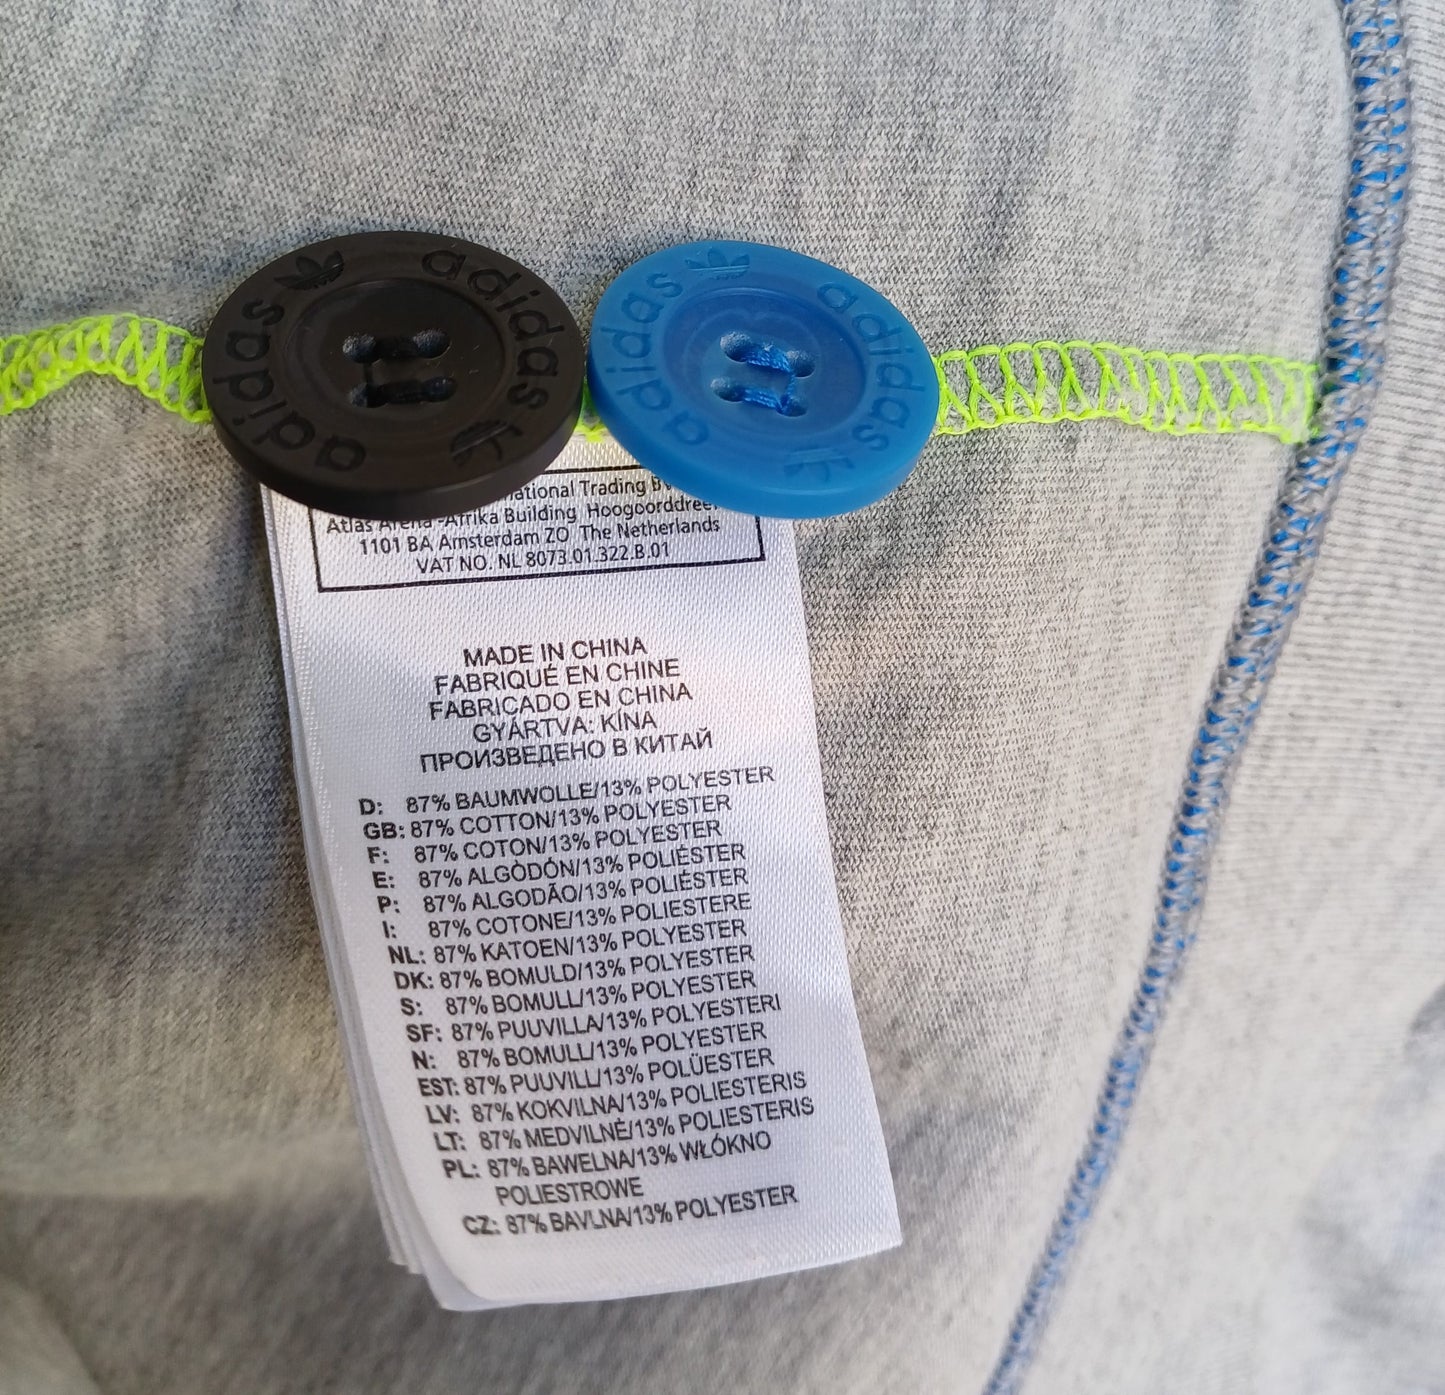 adidas
adidas
adidas
adidas
Trading
Atlas Arena -Afrika Building Hoogoorddreef
1101 BA Amsterdam ZO The Netherlands
VAT NO. NL 8073.01.322.B.01
MADE IN CHINA
FABRIQUÉ EN CHINE
FABRICADO EN CHINA
GYÁRTVA: KÍNA
ПРОИЗВЕДЕНО В КИТАЙ
D: 87% BAUMWOLLE/13% POLYESTER
GB: 87% COTTON/13% POLYESTER
F: 87% COTON/13% POLYESTER
E: 87% ALGÒDÓN/13% POLIÉSTER
P: 87% ALGODÃO/13% POLIÉSTER
I: 87% COTONE/13% POLIESTERE
NL: 87% KATOEN/13% POLYESTER
DK: 87% BOMULD/13% POLYESTER
S: 87% BOMULL/13% POLYESTER
SF: 87% PUUVILLA/13% POLYESTERI
N: 87% BOMULL/13% POLYESTER
EST: 87% PUUVILL/13% POLÜESTER
LV: 87% KOKVILNA/13% POLIESTERIS
LT: 87% MEDVILNĖ/13% POLIESTERIS
PL: 87% BAWELNA/13% WŁÓKNO
POLIESTROWE
CZ: 87% BAVLNA/13% POLYESTER